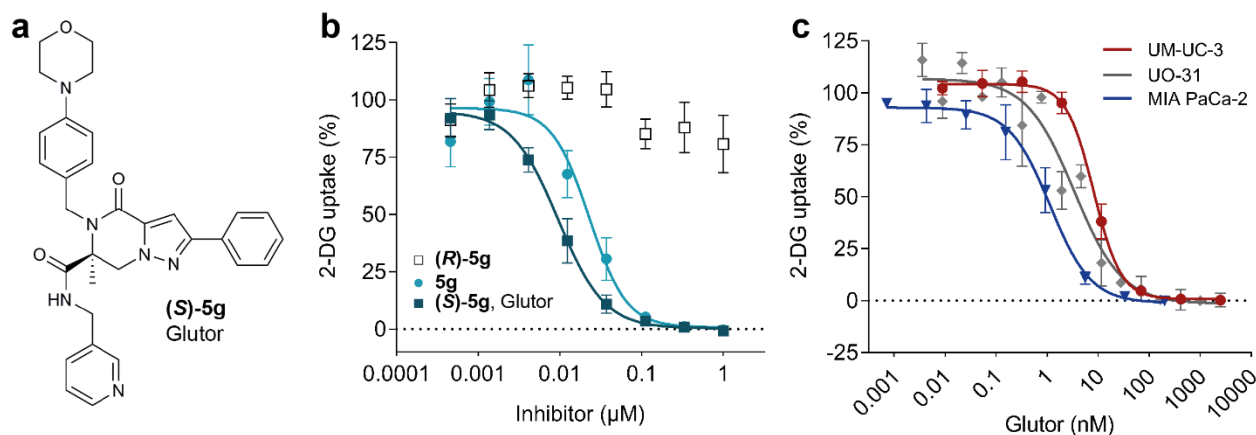 a
O
N
O
N
N
N
O
HN
N
(S)-5g
Glutor
b
125
100
75
50
25
0
2-DG uptake (%)
(R)-5g
5g
(S)-5g, Glutor
0.0001
0.001
0.01
0.1
1
Inhibitor (µM)
c
125
100
75
50
25
0
-25
2-DG uptake (%)
UM-UC-3
UO-31
MIA PaCa-2
0.001
0.01
0.1
1
10
100
1000
10000
Glutor (nM)